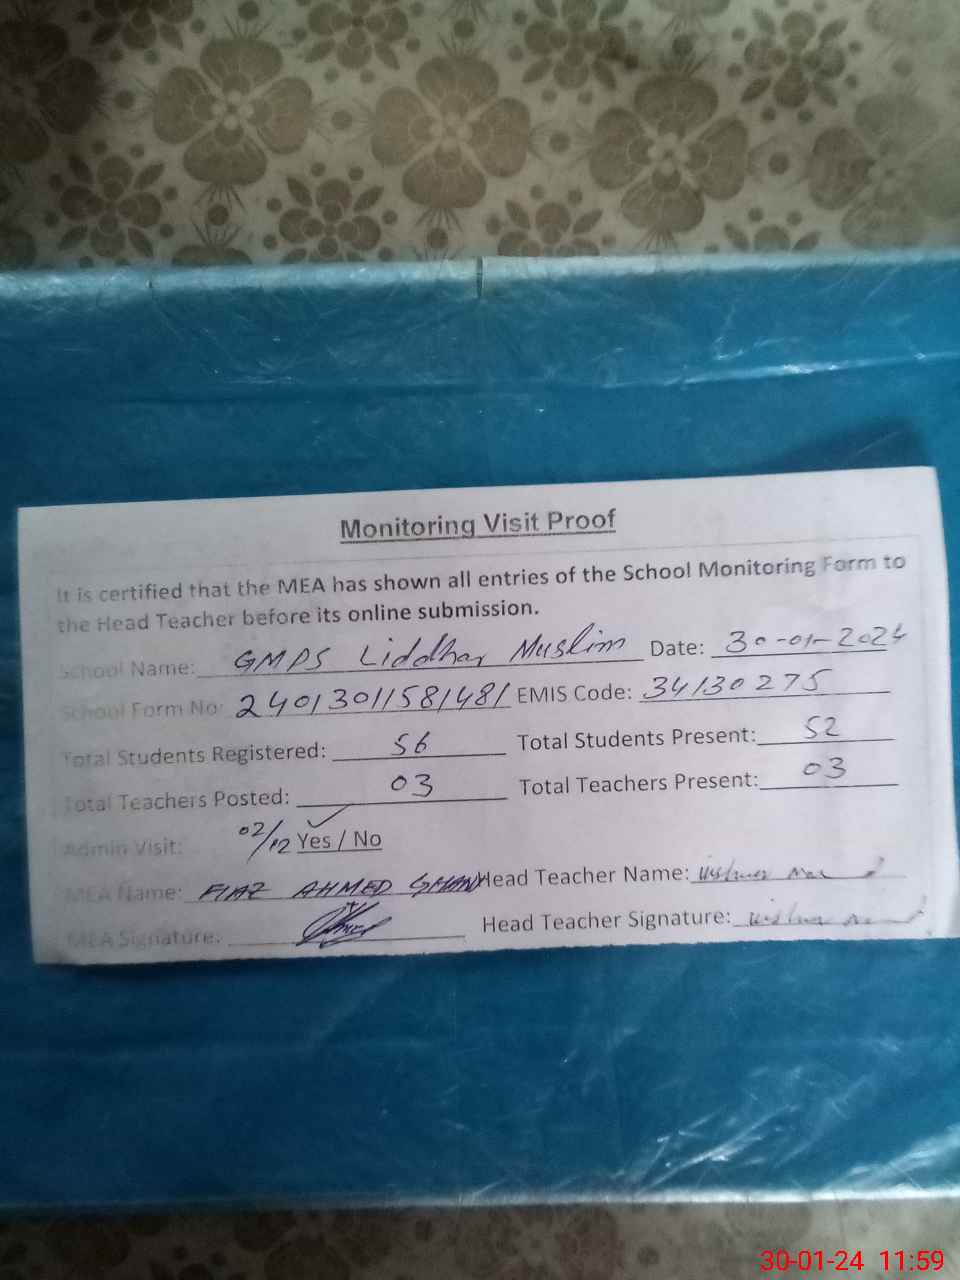 Monitoring Visit Proof
It is certified that the MEA has shown all entries of the School Monitoring Form to
the Head Teacher before its online submission.
School Name: GMPS Liddhar Muslim Date: 30-01-2024
School Form No: 24013011581481 EMIS Code: 34130275
Total Students Registered: 56 Total Students Present: 52
Total Teachers Posted: 03 Total Teachers Present: 03
Admin Visit: 02/12 Yes / No
MEA Name: FIAZ AHMED SHAH Head Teacher Name:
MEA Signature: Head Teacher Signature:
30-01-24 11:59